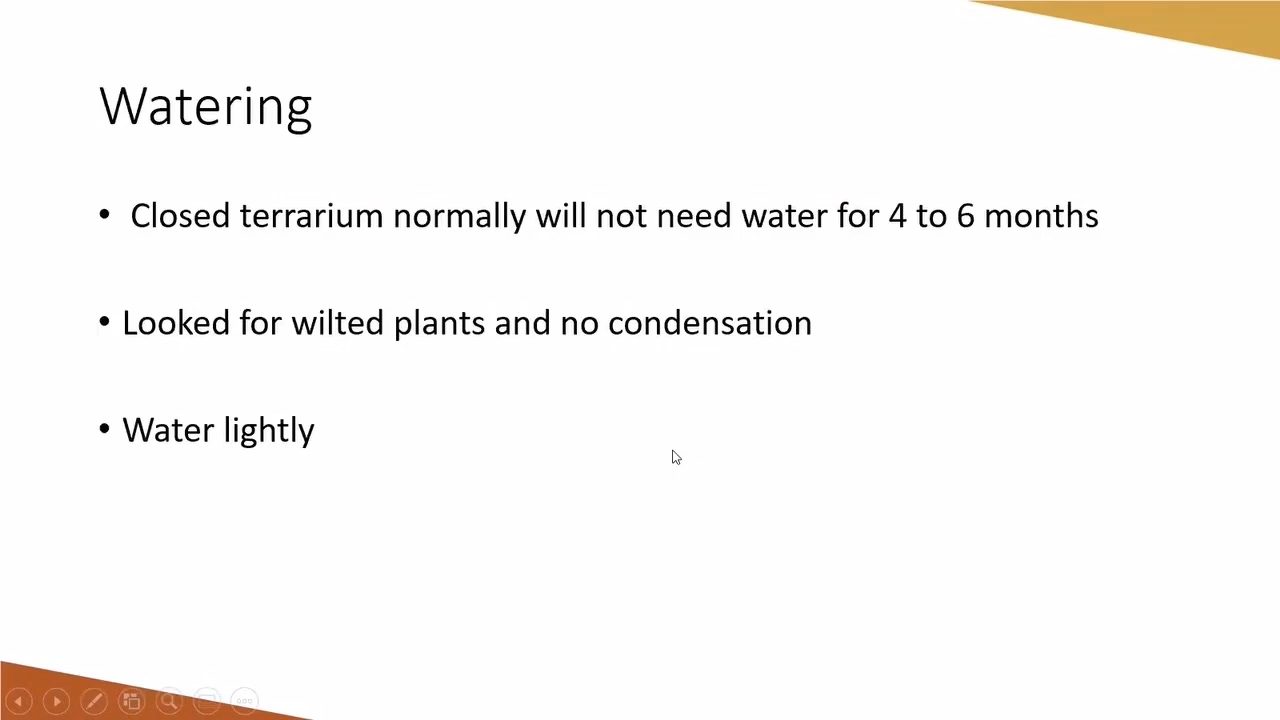 Watering
• Closed terrarium normally will not need water for 4 to 6 months
• Looked for wilted plants and no condensation
• Water lightly